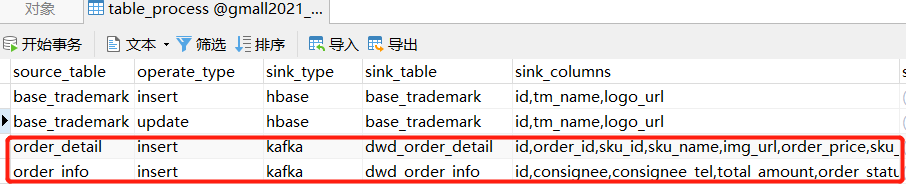 对象 table_process @gmall2021_...
开始事务 文本 筛选 排序 导入 导出
source_table operate_type sink_type sink_table sink_columns s
base_trademark insert hbase base_trademark id,tm_name,logo_url (
base_trademark update hbase base_trademark id,tm_name,logo_url (
order_detail insert kafka dwd_order_detail id,order_id,sku_id,sku_name,img_url,order_price,sku_
order_info insert kafka dwd_order_info id,consignee,consignee_tel,total_amount,order_statu